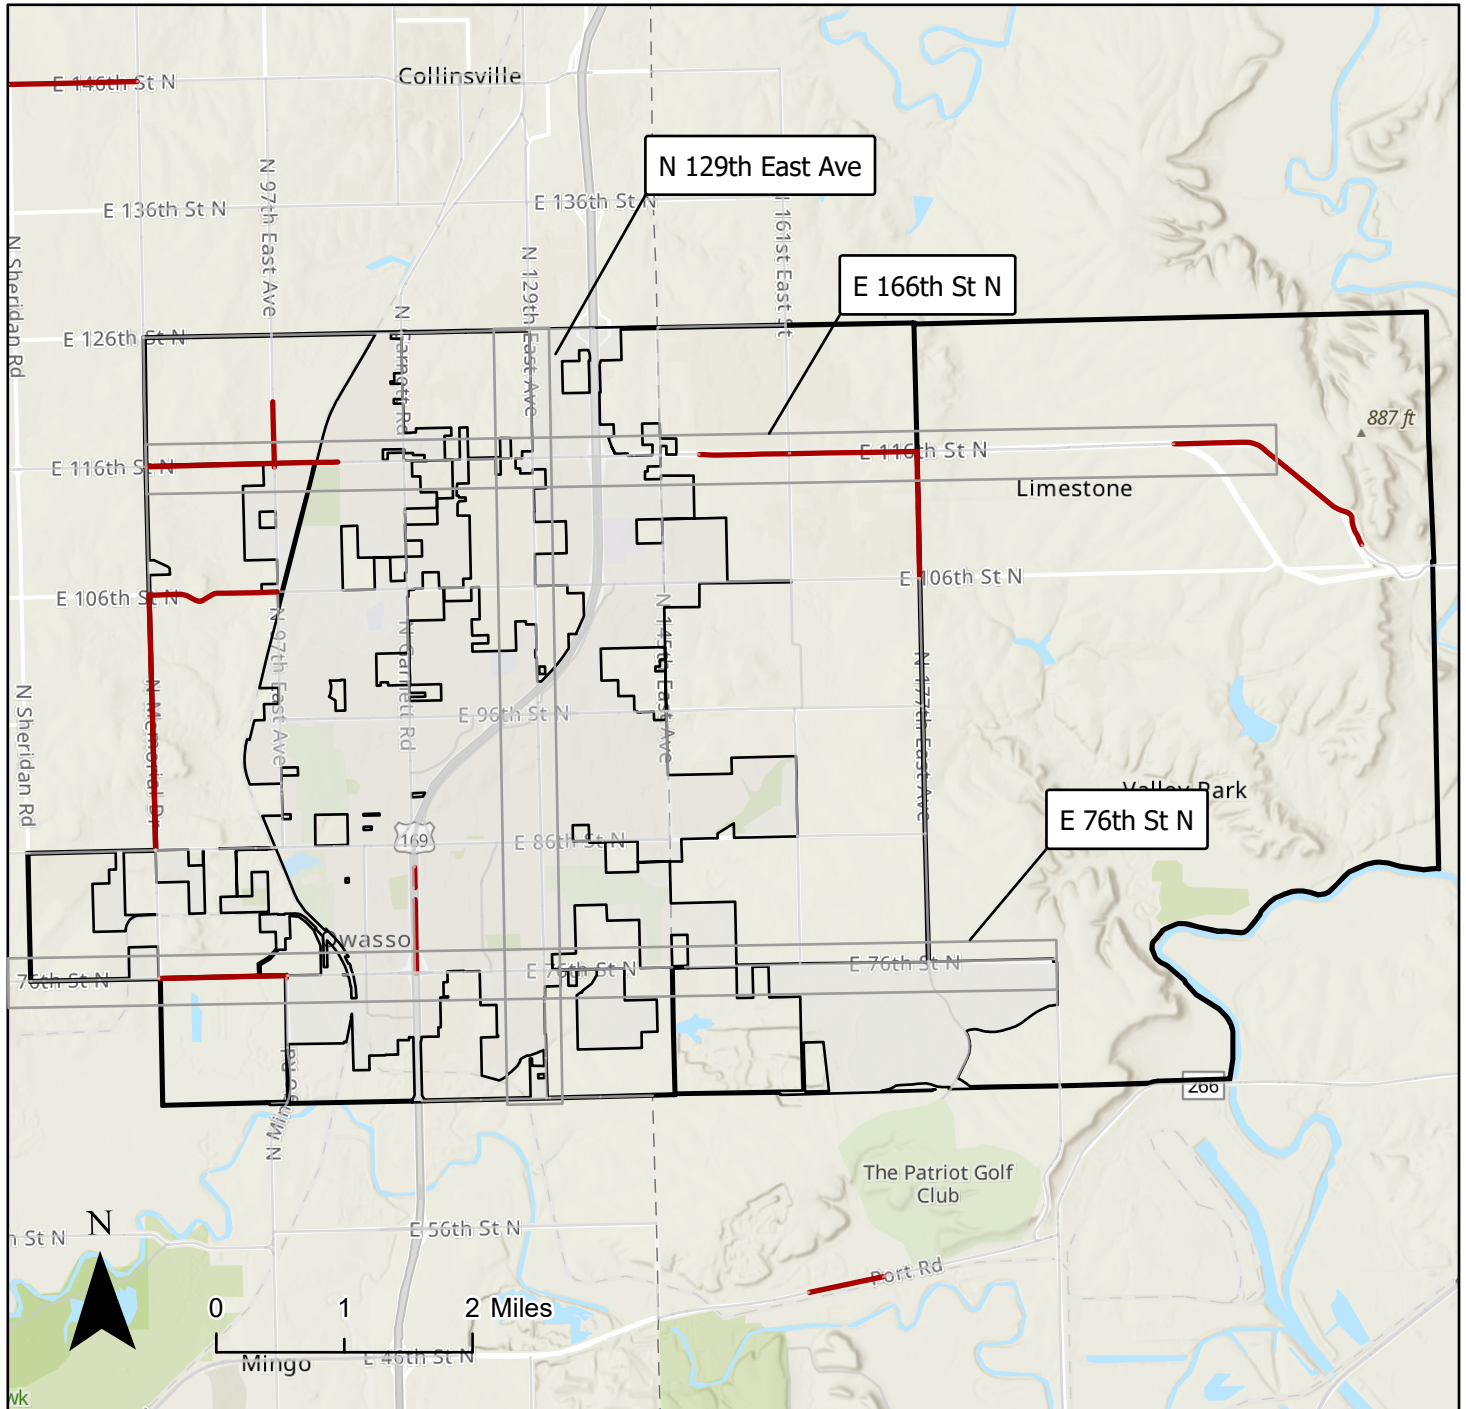 E 146th St N
Collinsville
N 129th East Ave
N 97th East Ave
E 136th St N
E 136th St N
161st East
St
N Sheridan Rd
N 129th East Ave
E 166th St N
N Garnett Rd
E 126th St N
887 ft
E 116th St N
E 116th St N
Limestone
E 106th St N
E 106th St N
N 97th East Ave
N Garnett Rd
N 145th East Ave
N 177th East Ave
N Sheridan Rd
N Memorial Dr
E 96th St N
Valley Park
E 76th St N
169
E 86th St N
Owasso
76th St N
E 76th St N
E 76th St N
266
N Mingo
The Patriot Golf
Club
N
St N
E 56th St N
Port Rd
0 1 2 Miles
Mingo
E 46th St N
wk